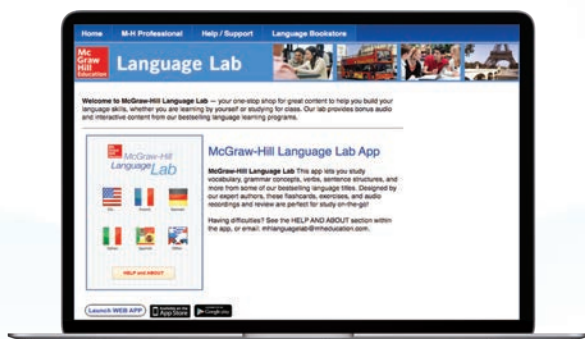 Home M-H Professional Help / Support Language Bookstore
Mc
Graw
Hill
Education
Language Lab
Welcome to McGraw-Hill Language Lab — your one-stop shop for great content to help you build your
language skills, whether you are learning by yourself or studying for class. Our lab provides bonus audio
and interactive content from our bestselling language learning programs.
McGraw-Hill
Language Lab
HELP and ABOUT
McGraw-Hill Language Lab App
McGraw-Hill Language Lab This app lets you study
vocabulary, grammar concepts, verbs, sentence structures, and
more from some of our bestselling language titles. Designed by
our expert authors, these flashcards, exercises, and audio
recordings and review are perfect for study on-the-go!
Having difficulties? See the HELP AND ABOUT section within
the app, or email: mhlanguagelab@mheducation.com.
Launch WEB APP
App Store
Google play